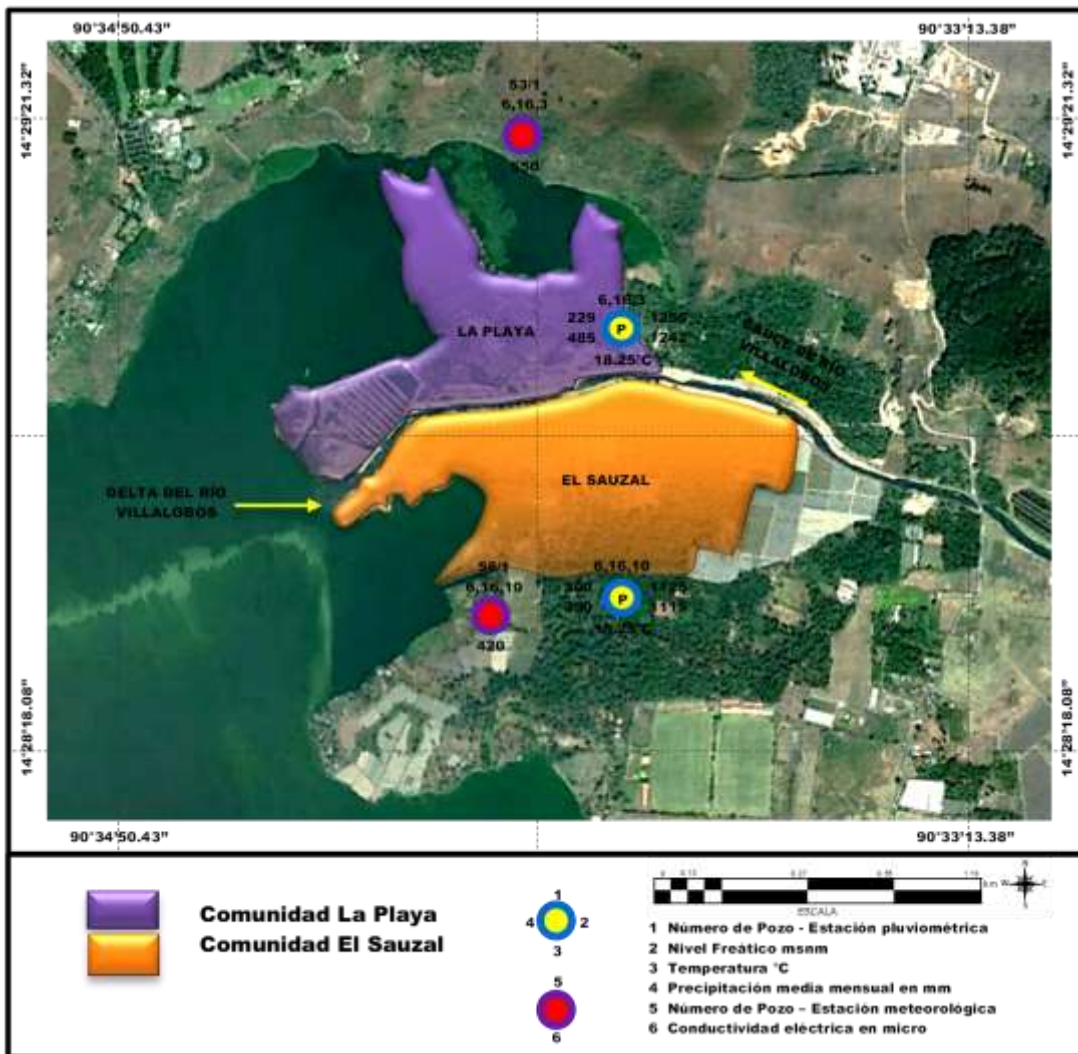 90°34'50.43" 90°33'13.38"
14°29'21.32" 14°29'21.32"
53/1
6,16,3
LA PLAYA
6,16,3
229
485 1242
18.25°C
CAUCE DE RÍO
VILLALOBOS
DELTA DEL RÍO
VILLALOBOS
EL SAUZAL
6,16,10
6,16,10
P
P
420
14°28'18.08" 14°28'18.08"
90°34'50.43" 90°33'13.38"
Comunidad La Playa
Comunidad El Sauzal
1
4 2
3
5
6
km
N
W E
ESCALA
1 Número de Pozo - Estación pluviométrica
2 Nivel Freático msnm
3 Temperatura °C
4 Precipitación media mensual en mm
5 Número de Pozo – Estación meteorológica
6 Conductividad eléctrica en micro